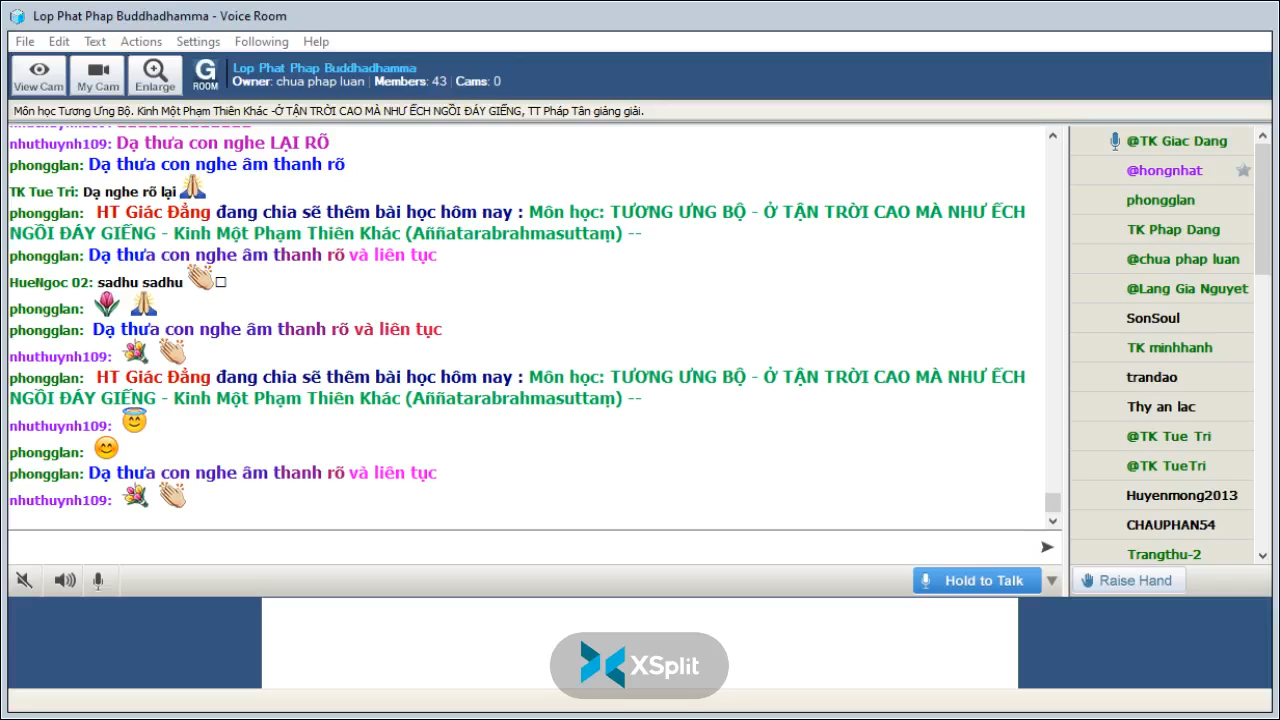 Lop Phat Phap Buddhadhamma - Voice Room
File Edit Text Actions Settings Following Help
View Cam My Cam Enlarge G ROOM
Lop Phat Phap Buddhadhamma
Owner: chua phap luan | Members: 43 | Cams: 0
Môn học Tương Ưng Bộ. Kinh Một Phạm Thiên Khác -Ở TẬN TRỜI CAO MÀ NHƯ ẾCH NGỒI ĐÁY GIẾNG, TT Pháp Tân giảng giải.
nhuthuynh109: Dạ thưa con nghe LẠI RÕ
phongglan: Dạ thưa con nghe âm thanh rõ
TK Tue Tri: Dạ nghe rõ lại
phongglan: HT Giác Đẳng đang chia sẽ thêm bài học hôm nay : Môn học: TƯƠNG ƯNG BỘ - Ở TẬN TRỜI CAO MÀ NHƯ ẾCH
NGỒI ĐÁY GIẾNG - Kinh Một Phạm Thiên Khác (Aññatarabrahmasuttaṃ) --
phongglan: Dạ thưa con nghe âm thanh rõ và liên tục
HueNgoc 02: sadhu sadhu
phongglan:
phongglan: Dạ thưa con nghe âm thanh rõ và liên tục
nhuthuynh109:
phongglan: HT Giác Đẳng đang chia sẽ thêm bài học hôm nay : Môn học: TƯƠNG ƯNG BỘ - Ở TẬN TRỜI CAO MÀ NHƯ ẾCH
NGỒI ĐÁY GIẾNG - Kinh Một Phạm Thiên Khác (Aññatarabrahmasuttaṃ) --
nhuthuynh109:
phongglan:
phongglan: Dạ thưa con nghe âm thanh rõ và liên tục
nhuthuynh109:
@TK Giac Dang
@hongnhat
phongglan
TK Phap Dang
@chua phap luan
@Lang Gia Nguyet
SonSoul
TK minhhanh
trandao
Thy an lac
@TK Tue Tri
@TK TueTri
Huyenmong2013
CHAUPHAN54
Trangthu-2
Hold to Talk
Raise Hand
XSplit